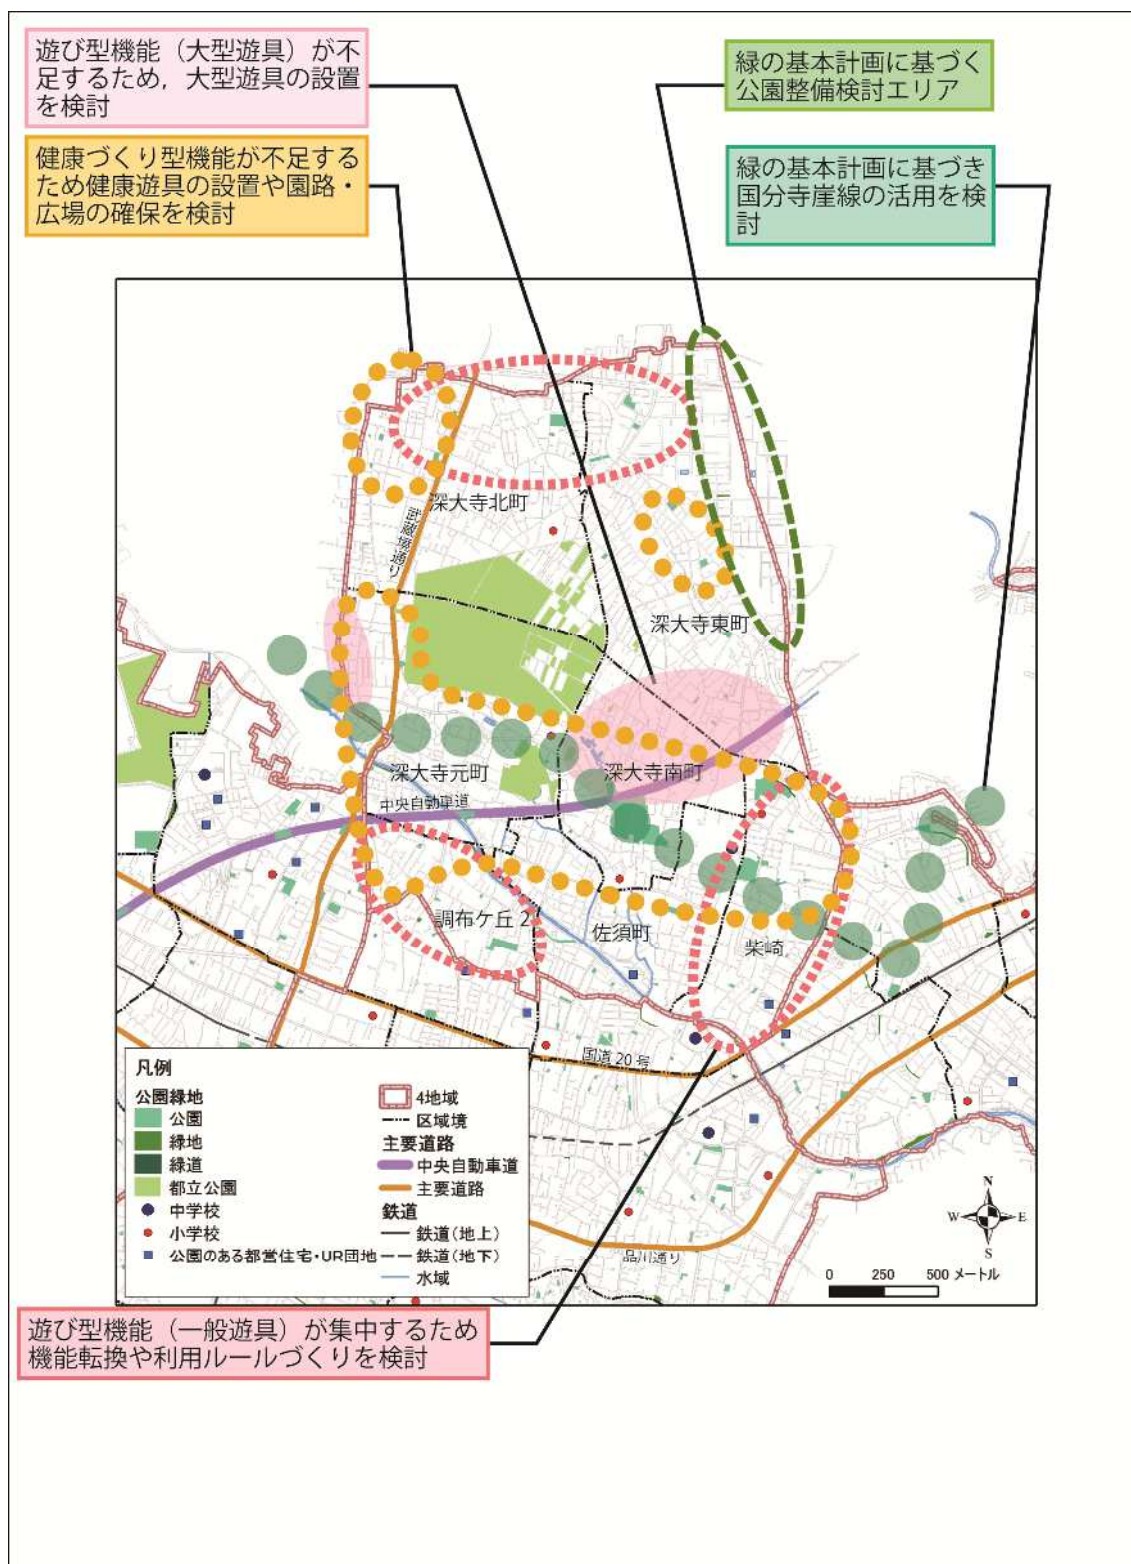 遊び型機能（大型遊具）が不
足するため，大型遊具の設置
を検討
健康づくり型機能が不足する
ため健康遊具の設置や園路・
広場の確保を検討
緑の基本計画に基づく
公園整備検討エリア
緑の基本計画に基づき
国分寺崖線の活用を検
討
深大寺北町
武蔵境通り
深大寺東町
深大寺元町
深大寺南町
中央自動車道
調布ケ丘 2
佐須町
柴崎
国道 20 号
品川通り
凡例
公園緑地
公園
緑地
緑道
都立公園
中学校
小学校
公園のある都営住宅・UR団地
4地域
区域境
主要道路
中央自動車道
主要道路
鉄道
鉄道（地上）
鉄道（地下）
水域
N
W E
S
0 250 500 メートル
遊び型機能（一般遊具）が集中するため
機能転換や利用ルールづくりを検討